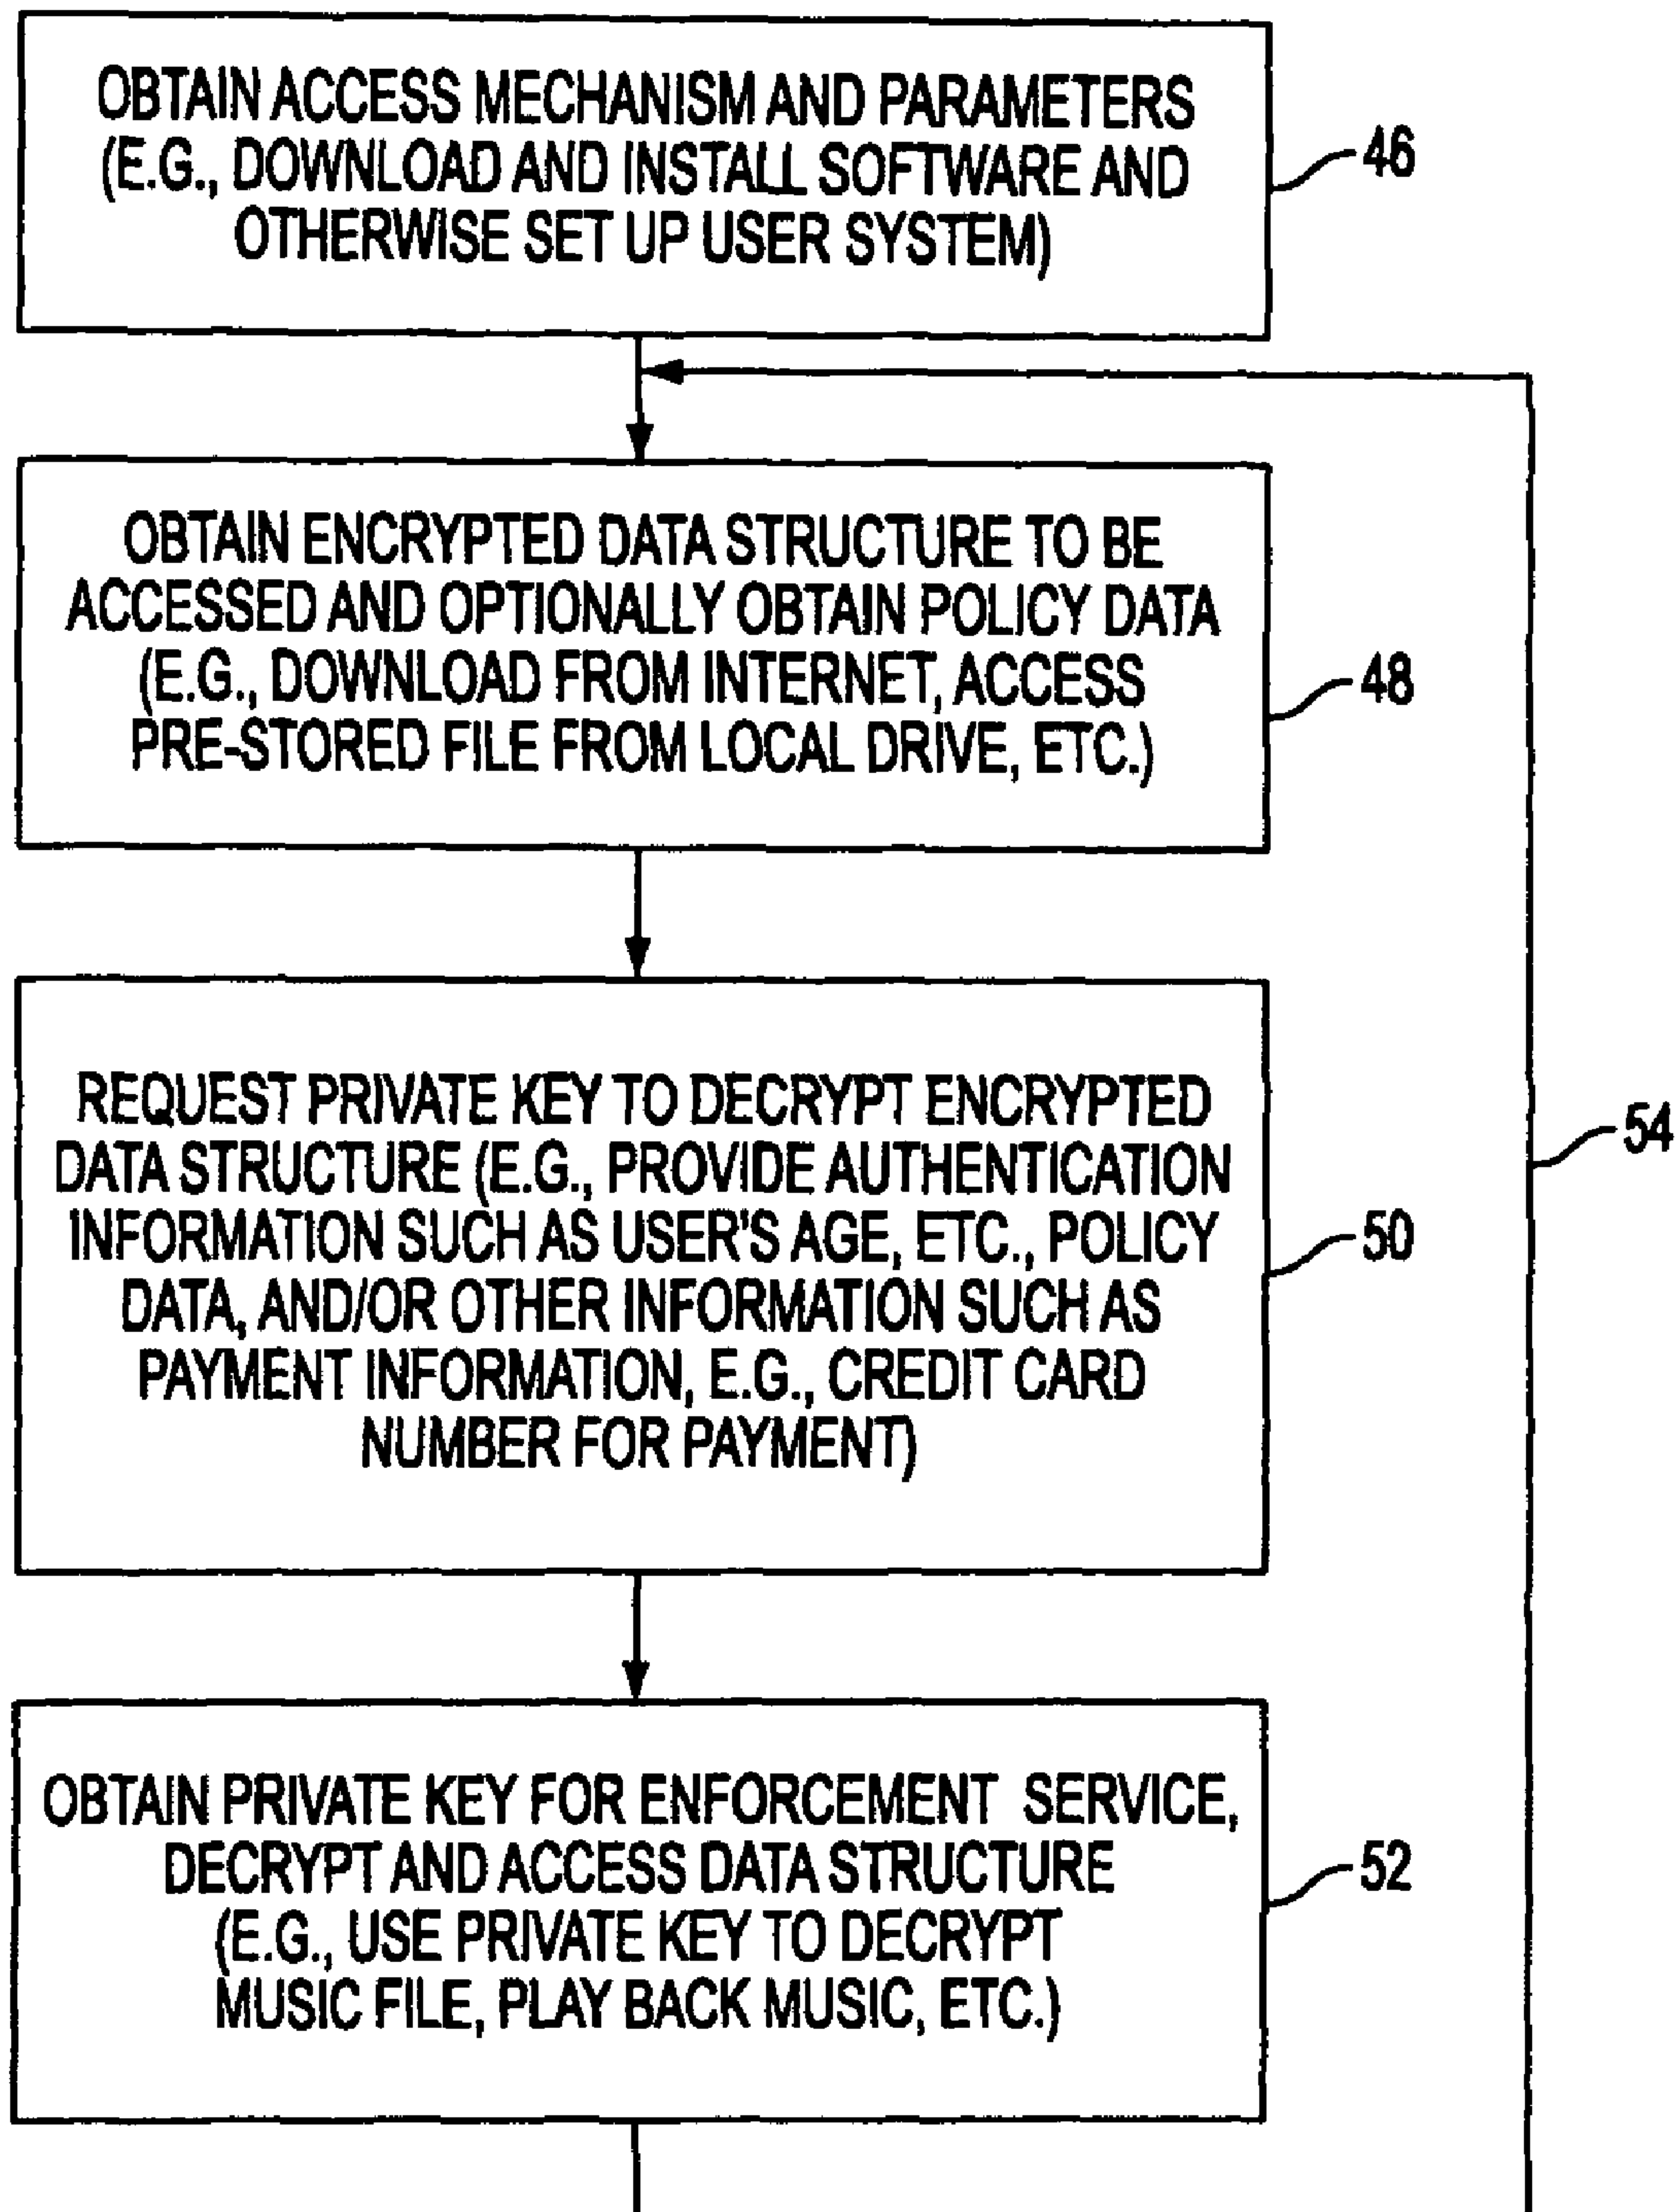 OBTAIN ACCESS MECHANISM AND PARAMETERS
(E.G., DOWNLOAD AND INSTALL SOFTWARE AND
OTHERWISE SET UP USER SYSTEM)
46
OBTAIN ENCRYPTED DATA STRUCTURE TO BE
ACCESSED AND OPTIONALLY OBTAIN POLICY DATA
(E.G., DOWNLOAD FROM INTERNET, ACCESS
PRE-STORED FILE FROM LOCAL DRIVE, ETC.)
48
REQUEST PRIVATE KEY TO DECRYPT ENCRYPTED
DATA STRUCTURE (E.G., PROVIDE AUTHENTICATION
INFORMATION SUCH AS USER'S AGE, ETC., POLICY
DATA, AND/OR OTHER INFORMATION SUCH AS
PAYMENT INFORMATION, E.G., CREDIT CARD
NUMBER FOR PAYMENT)
50
54
OBTAIN PRIVATE KEY FOR ENFORCEMENT SERVICE,
DECRYPT AND ACCESS DATA STRUCTURE
(E.G., USE PRIVATE KEY TO DECRYPT
MUSIC FILE, PLAY BACK MUSIC, ETC.)
52